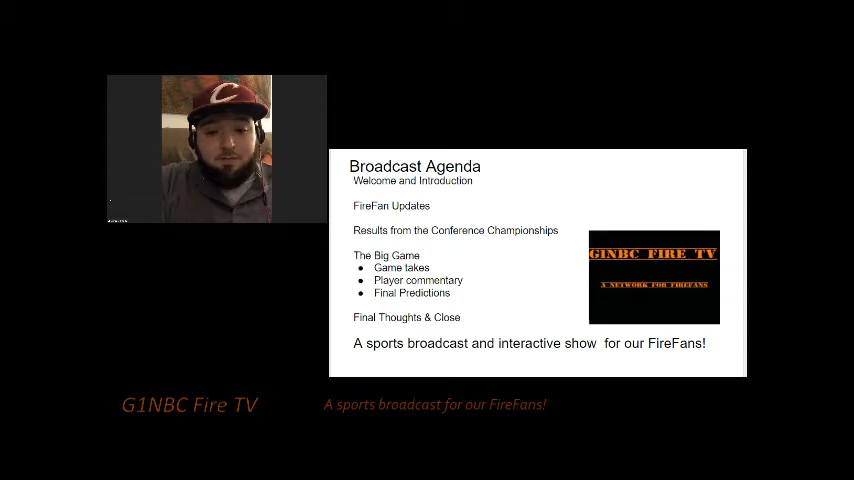 Broadcast Agenda
Welcome and Introduction
FireFan Updates
Results from the Conference Championships
The Big Game
● Game takes
● Player commentary
● Final Predictions
Final Thoughts & Close
G1NBC FIRE TV
A NETWORK FOR FIREFANS
A sports broadcast and interactive show for our FireFans!
G1NBC Fire TV
A sports broadcast for our FireFans!